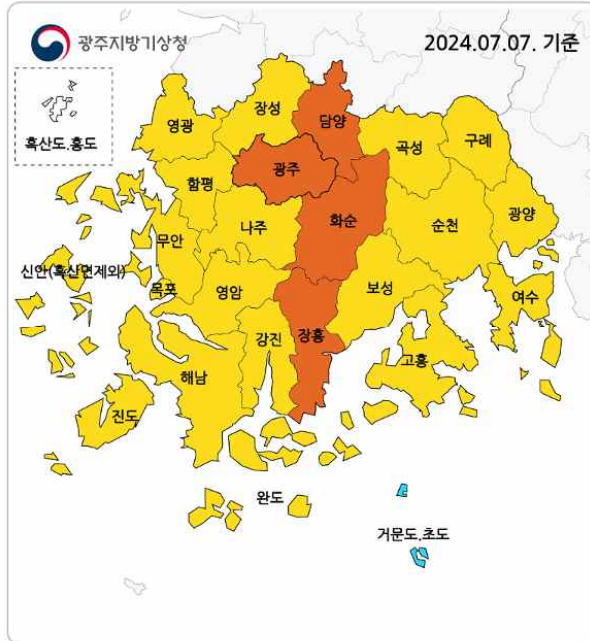 광주지방기상청
2024.07.07. 기준
흑산도.홍도
영광
장성
담양
곡성
구례
함평
광주
나주
화순
순천
광양
무안
신안(흑산면제외)
목포
영암
보성
여수
강진
장흥
해남
고흥
진도
완도
거문도.초도